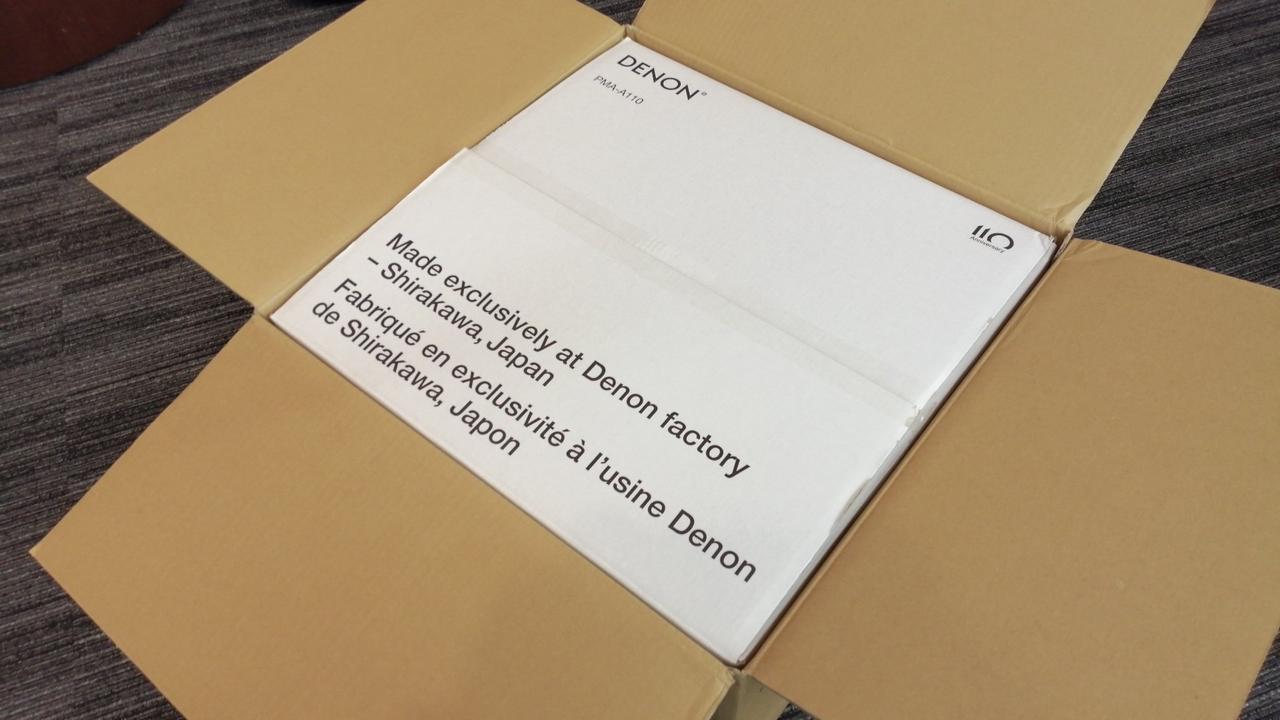 DENON®
PMA-A110
110
Anniversary
Made exclusively at Denon factory
– Shirakawa, Japan
Fabriqué en exclusivité à l'usine Denon
de Shirakawa, Japon